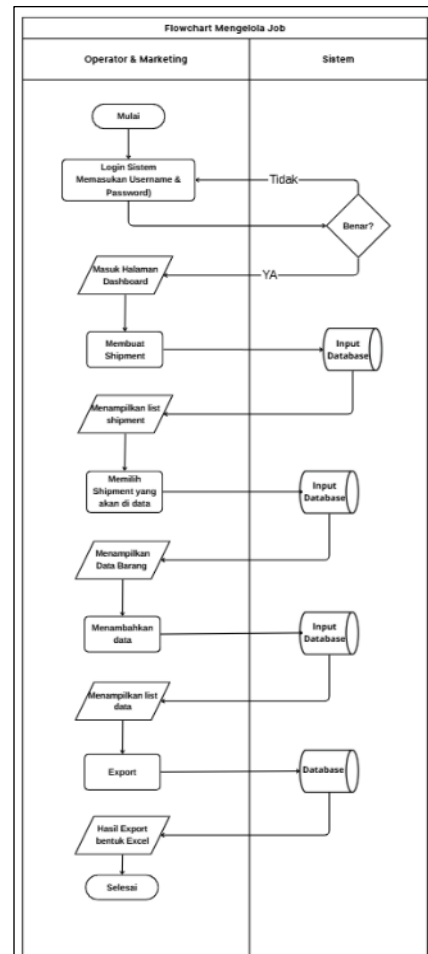 Flowchart Mengelola Job
Operator & Marketing
Sistem
Mulai
Login Sistem
Memasukan Username &
Password)
Tidak
Benar?
Masuk Halaman
Dashboard
YA
Membuat
Shipment
Input
Database
Menampilkan list
shipment
Memilih
Shipment yang
akan di data
Input
Database
Menampilkan
Data Barang
Menambahkan
data
Input
Database
Menampilkan list
data
Export
Database
Hasil Export
bentuk Excel
Selesai